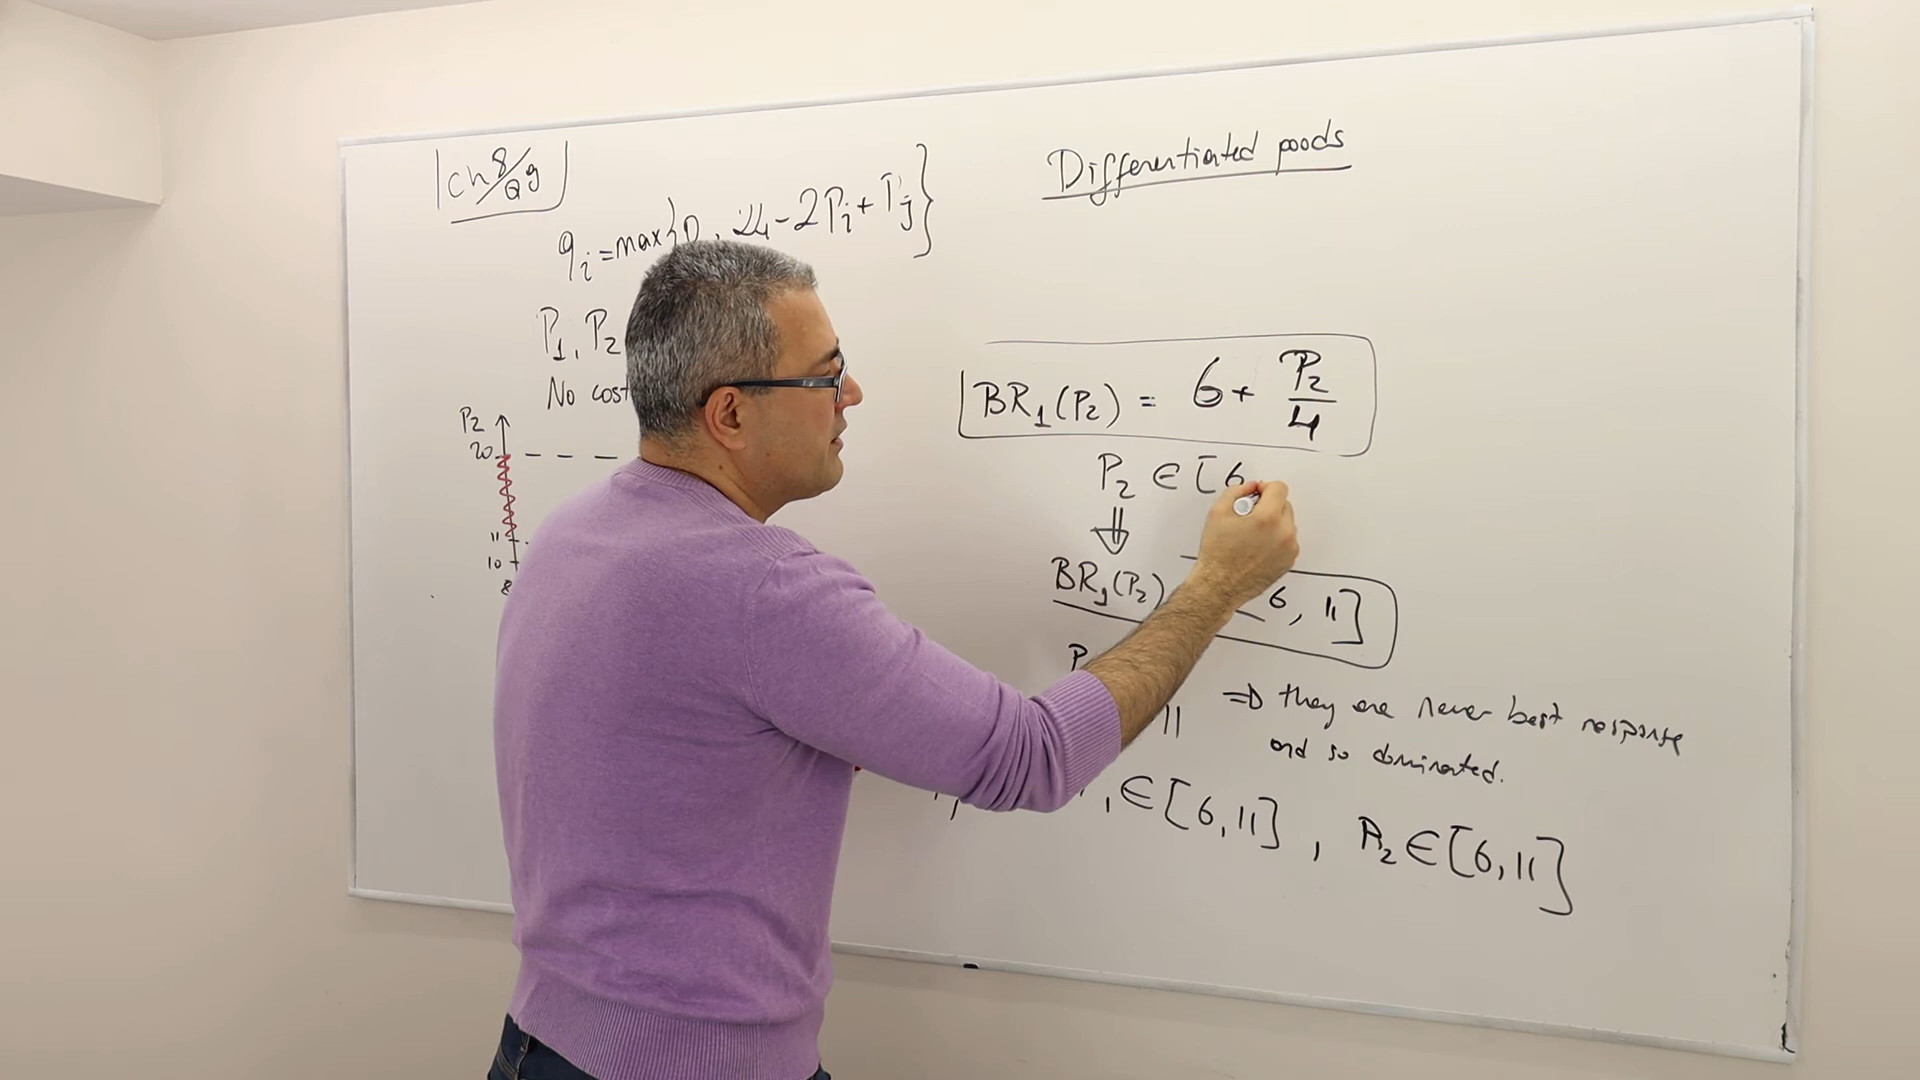 Ch 8/Q9
Differentiated goods
q_i = max{0, 24 - 2P_i + P_j}
P_1, P_2
No cost
P_2
20
11
10
8
BR_1(P_2) = 6 + P_2/4
P_2 ∈ [6
⇓
BR_1(P_2) 6, 11]
P
11 ⇒ they are never best response
and so dominated.
∈ [6, 11], P_2 ∈ [6, 11]